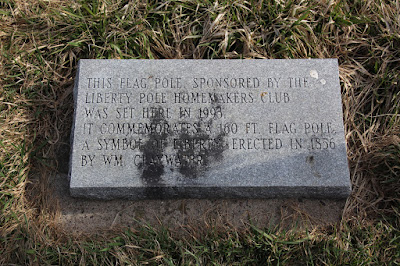 THIS FLAG POLE, SPONSORED BY THE
LIBERTY POLE HOMEMAKERS CLUB
WAS SET HERE IN 1993.
IT COMMEMORATES A 160 FT. FLAG POLE,
A SYMBOL OF LIBERTY ERECTED IN 1856
BY WM.